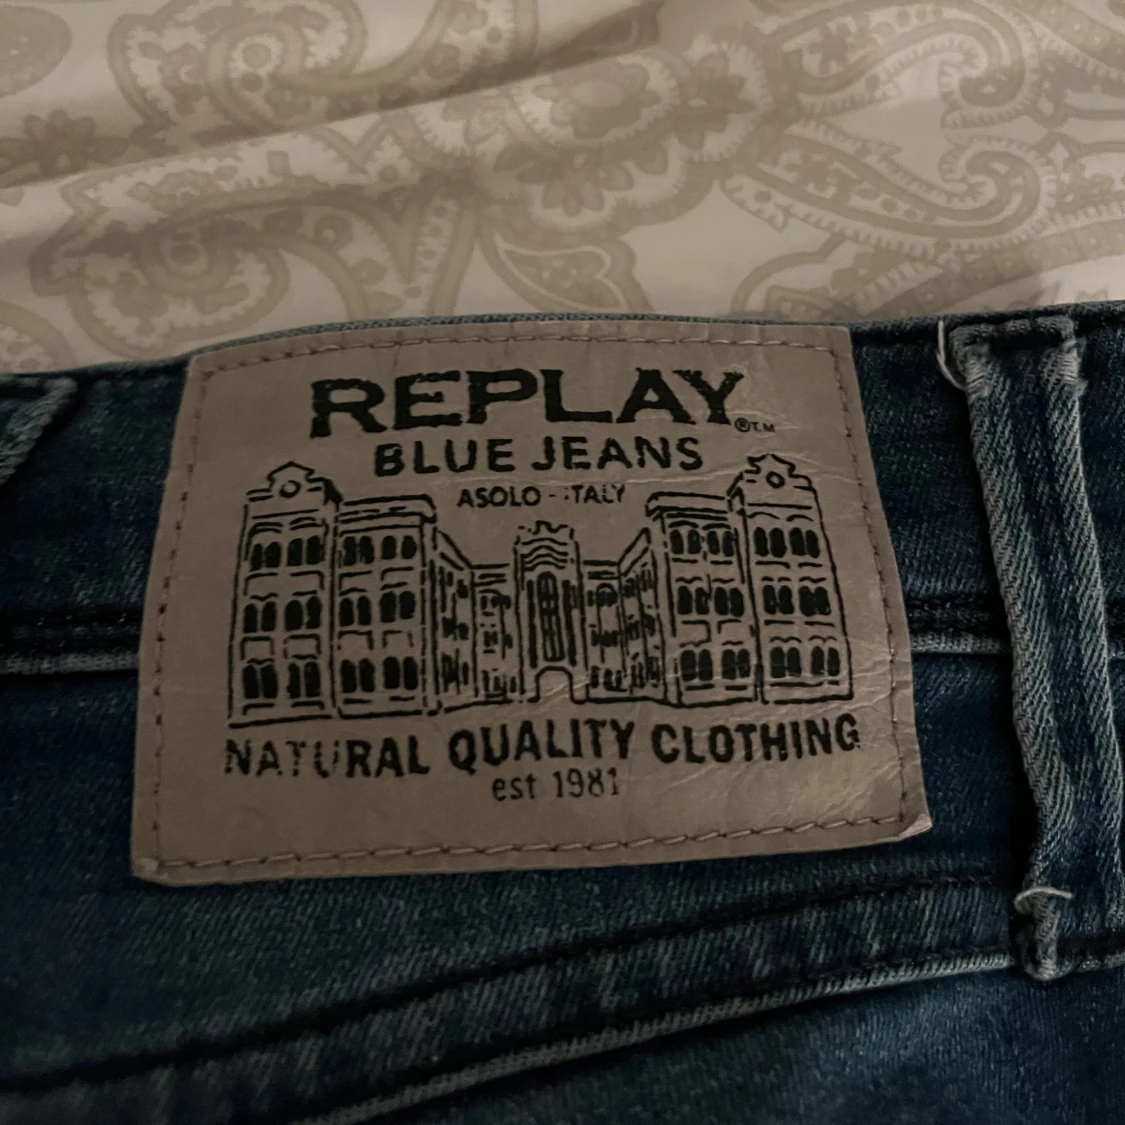 REPLAY ®T.M
BLUE JEANS
ASOLO - ITALY
NATURAL QUALITY CLOTHING
est 1981